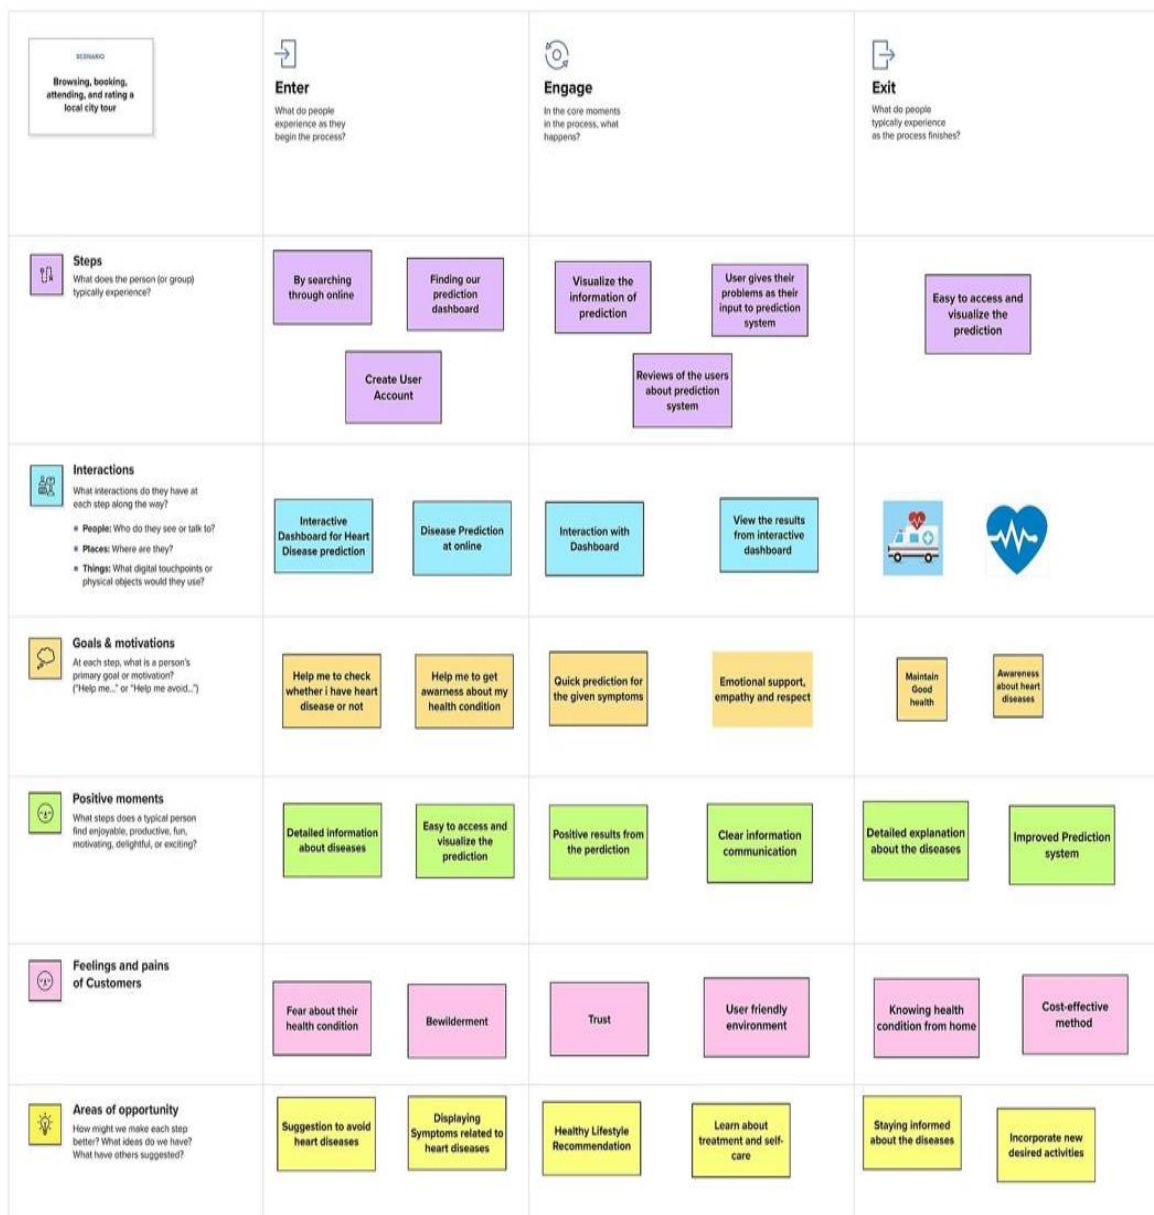 SCENARIO
Browsing, booking,
attending, and rating a
local city tour
Enter
What do people
experience as they
begin the process?
Engage
In the core moments
in the process, what
happens?
Exit
What do people
typically experience
as the process finishes?
Steps
What does the person (or group)
typically experience?
By searching
through online
Finding our
prediction
dashboard
Create User
Account
Visualize the
information of
prediction
User gives their
problems as their
input to prediction
system
Reviews of the users
about prediction
system
Easy to access and
visualize the
prediction
Interactions
What interactions do they have at
each step along the way?
People: Who do they see or talk to?
Places: Where are they?
Things: What digital touchpoints or
physical objects would they use?
Interactive
Dashboard for Heart
Disease prediction
Disease Prediction
at online
Interaction with
Dashboard
View the results
from interactive
dashboard
Goals & motivations
At each step, what is a person's
primary goal or motivation?
("Help me..." or "Help me avoid...")
Help me to check
whether i have heart
disease or not
Help me to get
awarness about my
health condition
Quick prediction for
the given symptoms
Emotional support,
empathy and respect
Maintain
Good
health
Awareness
about heart
diseases
Positive moments
What steps does a typical person
find enjoyable, productive, fun,
motivating, delightful, or exciting?
Detailed information
about diseases
Easy to access and
visualize the
prediction
Positive results from
the perdiction
Clear information
communication
Detailed explanation
about the diseases
Improved Prediction
system
Feelings and pains
of Customers
Fear about their
health condition
Bewilderment
Trust
User friendly
environment
Knowing health
condition from home
Cost-effective
method
Areas of opportunity
How might we make each step
better? What ideas do we have?
What have others suggested?
Suggestion to avoid
heart diseases
Displaying
Symptoms related to
heart diseases
Healthy Lifestyle
Recommendation
Learn about
treatment and self-
care
Staying informed
about the diseases
Incorporate new
desired activities